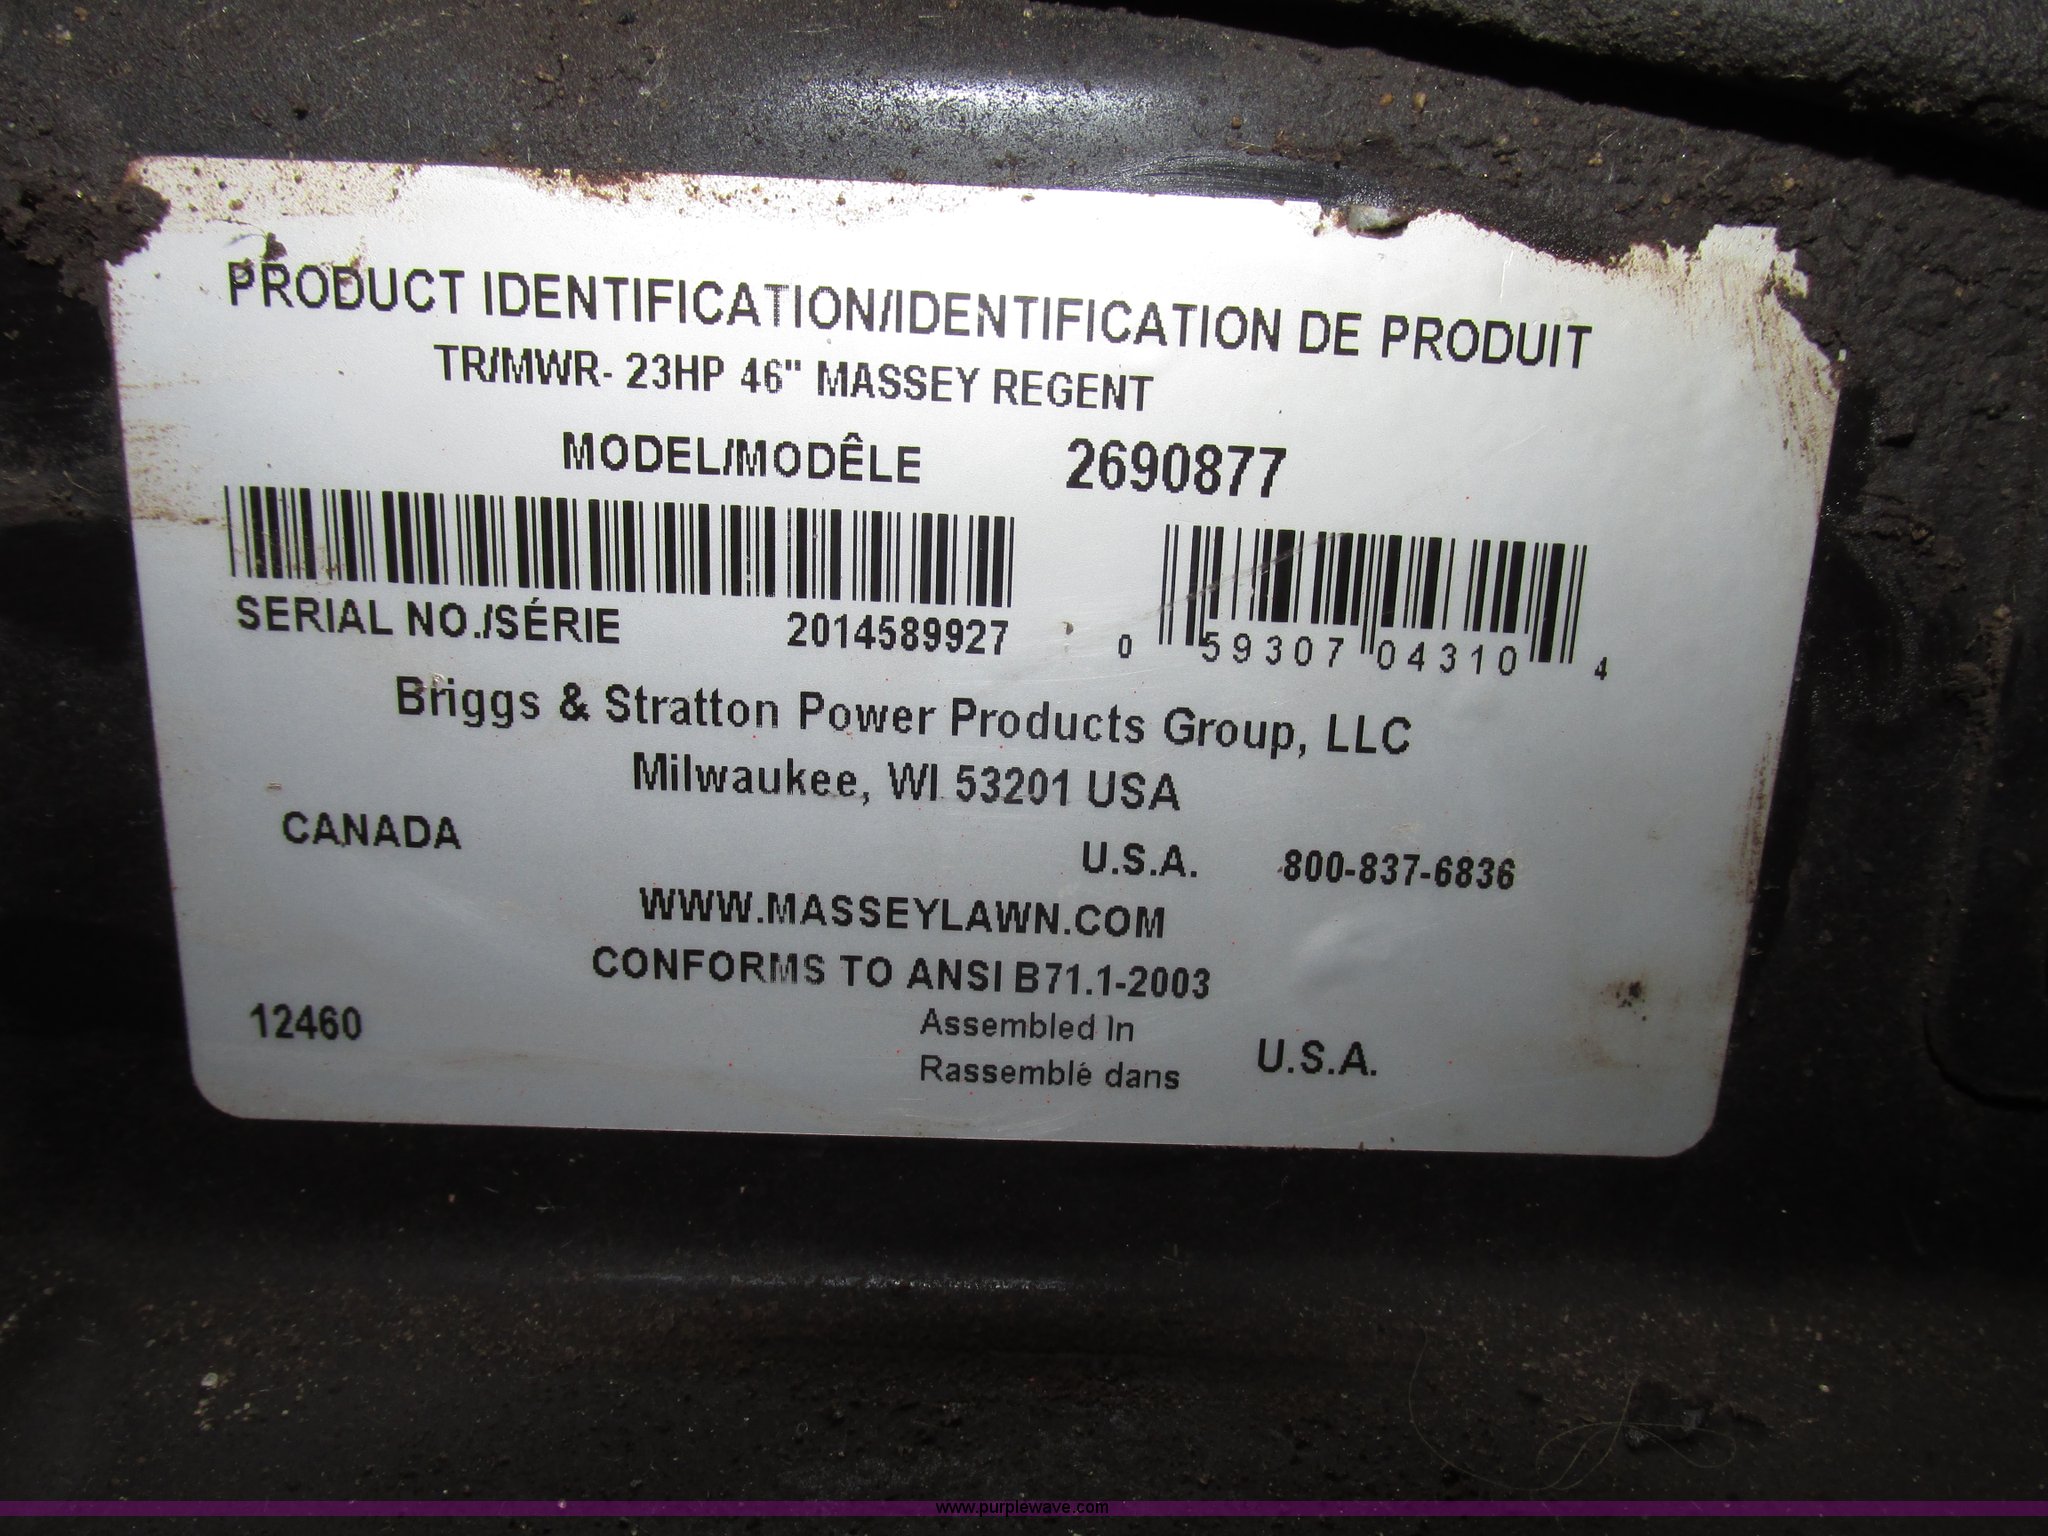 PRODUCT IDENTIFICATION/IDENTIFICATION DE PRODUIT
TR/MWR- 23HP 46" MASSEY REGENT
MODEL/MODÊLE 2690877
SERIAL NO./SÉRIE 2014589927
0 59307 04310 4
Briggs & Stratton Power Products Group, LLC
Milwaukee, WI 53201 USA
CANADA U.S.A. 800-837-6836
WWW.MASSEYLAWN.COM
CONFORMS TO ANSI B71.1-2003
12460 Assembled In
Rassemblé dans U.S.A.
www.purplewave.com